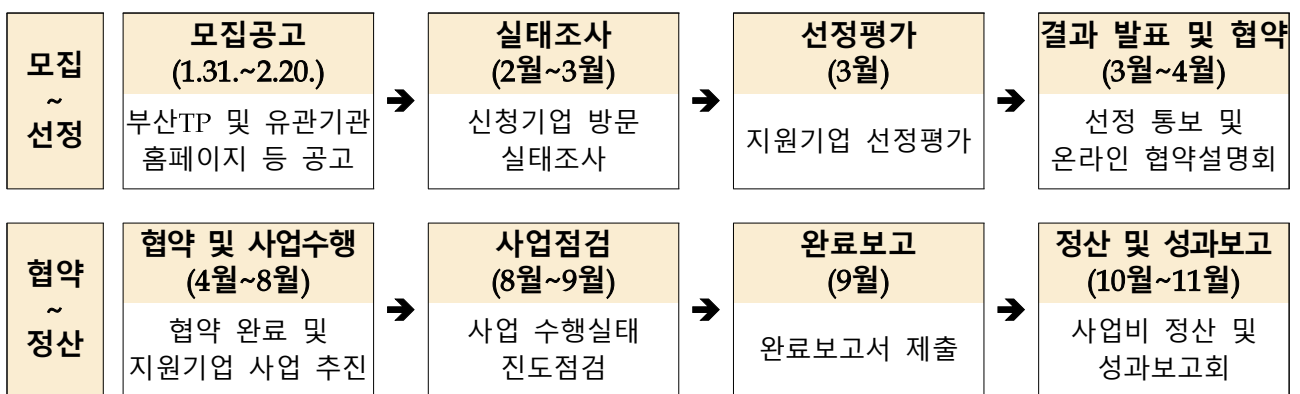 모집
~
선정
모집공고
(1.31.~2.20.)
부산TP 및 유관기관
홈페이지 등 공고
➔
실태조사
(2월~3월)
신청기업 방문
실태조사
➔
선정평가
(3월)
지원기업 선정평가
➔
결과 발표 및 협약
(3월~4월)
선정 통보 및
온라인 협약설명회
협약
~
정산
협약 및 사업수행
(4월~8월)
협약 완료 및
지원기업 사업 추진
➔
사업점검
(8월~9월)
사업 수행실태
진도점검
➔
완료보고
(9월)
완료보고서 제출
➔
정산 및 성과보고
(10월~11월)
사업비 정산 및
성과보고회